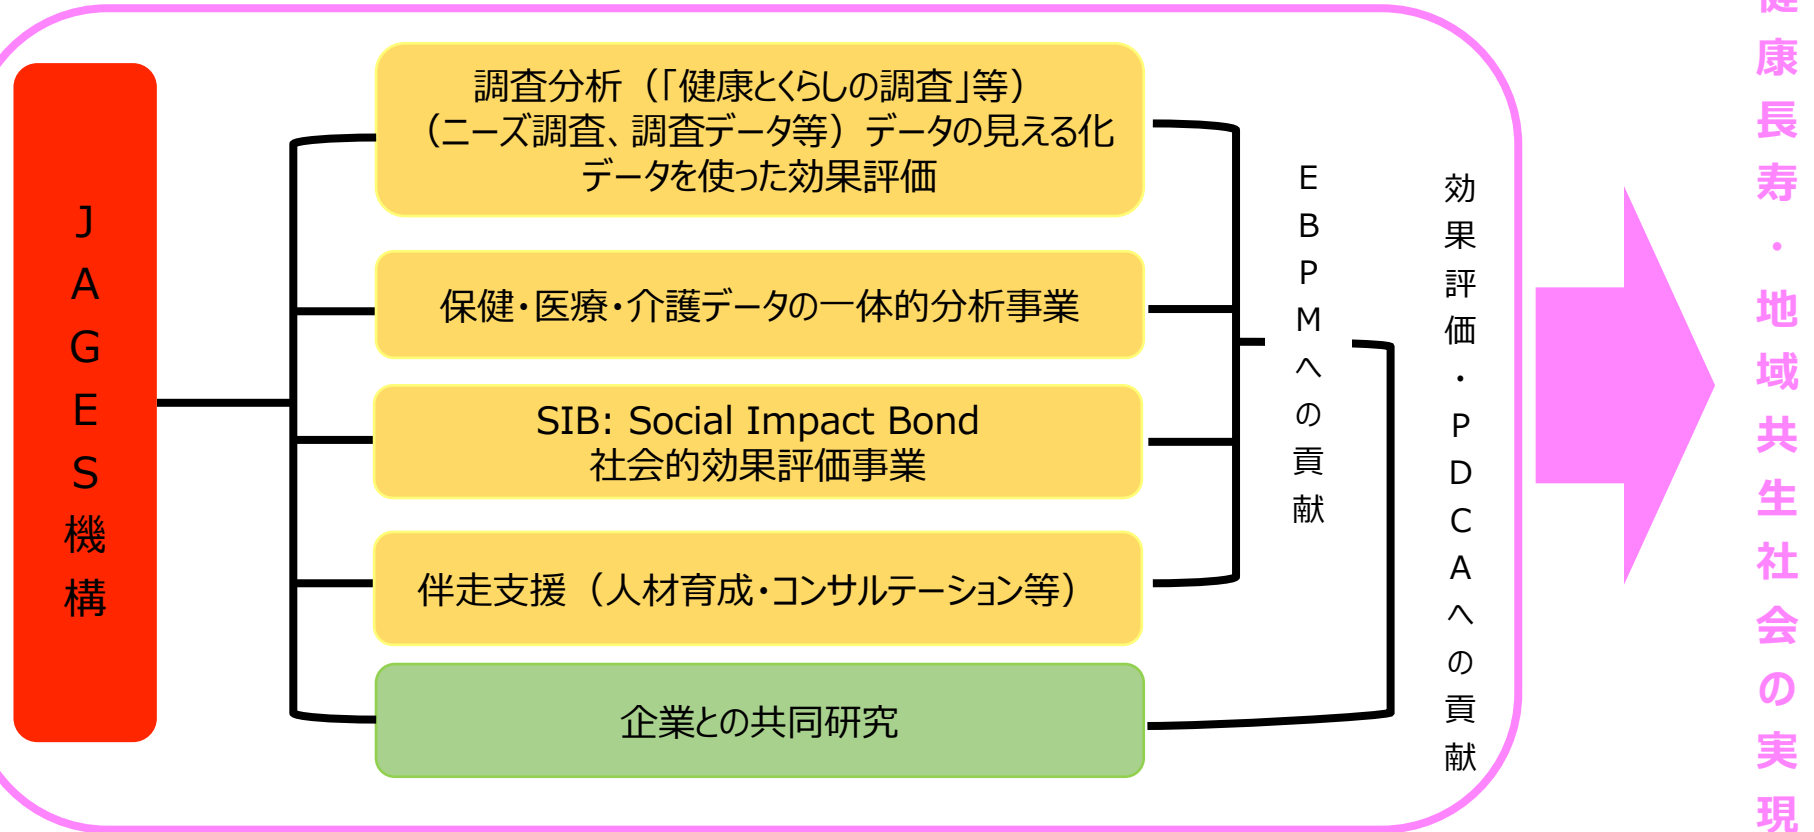 JAGES機構
調査分析（「健康とくらしの調査」等）
（ニーズ調査、調査データ等）データの見える化
データを使った効果評価
保健・医療・介護データの一体的分析事業
SIB: Social Impact Bond
社会的効果評価事業
伴走支援（人材育成・コンサルテーション等）
企業との共同研究
EBPMへの貢献
効果評価・PDCAへの貢献
健康長寿・地域共生社会の実現